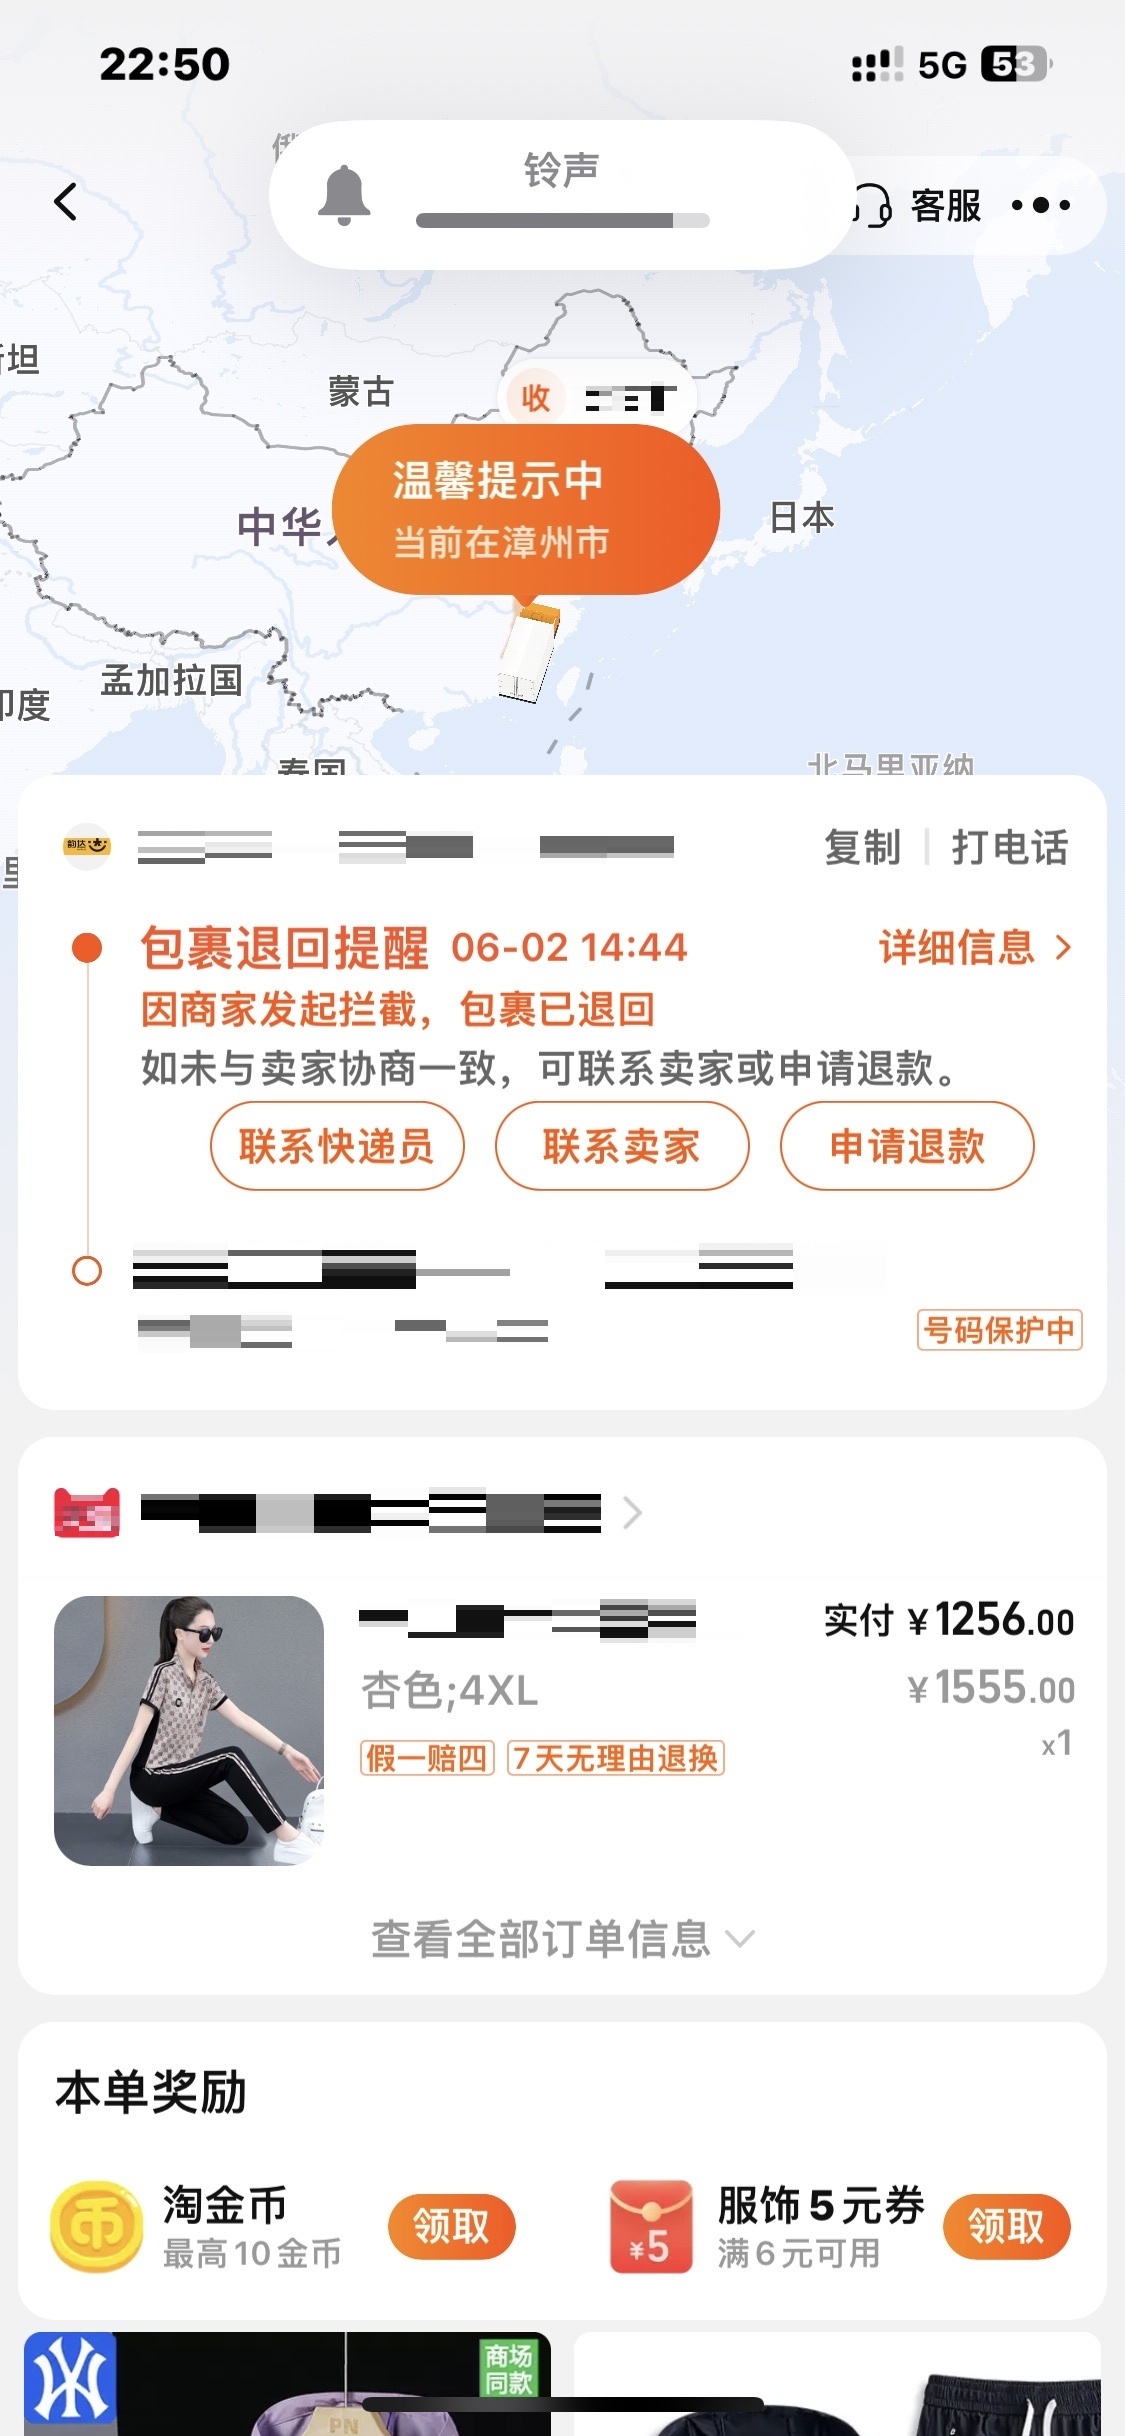 22:50
5G 53
铃声
客服
蒙古
收
温馨提示中
当前在漳州市
中华
日本
孟加拉国
印度
泰国
北马里亚纳
韵达
复制 | 打电话
包裹退回提醒 06-02 14:44
详细信息 >
因商家发起拦截，包裹已退回
如未与卖家协商一致，可联系卖家或申请退款。
联系快递员
联系卖家
申请退款
号码保护中
实付 ¥1256.00
杏色;4XL
¥1555.00
假一赔四
7天无理由退换
x1
查看全部订单信息
本单奖励
淘金币
最高10金币
领取
¥5
服饰5元券
满6元可用
领取
商场
同款
PN